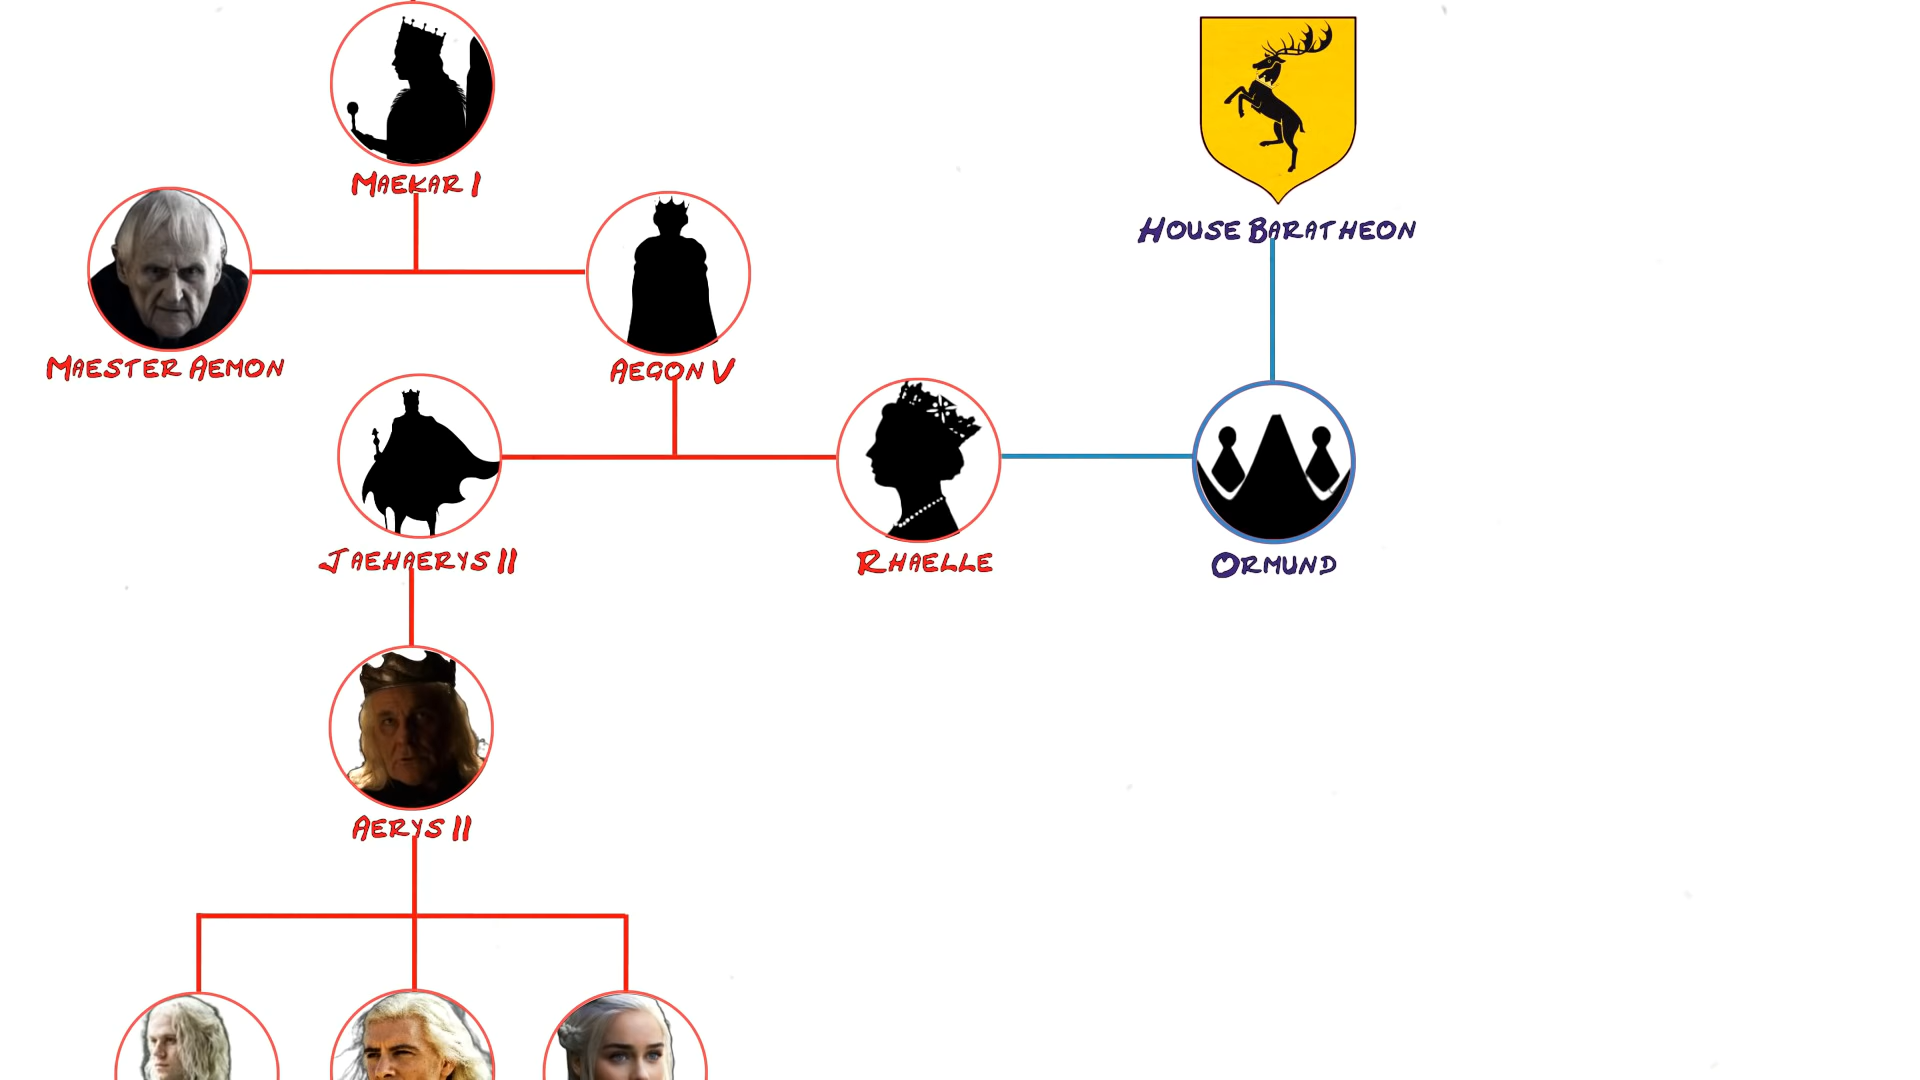 MAEKAR I
HOUSE BARATHEON
MAESTER AEMON
AEGON V
JAEHAERYS II
RHAELLE
ORMUND
AERYS II